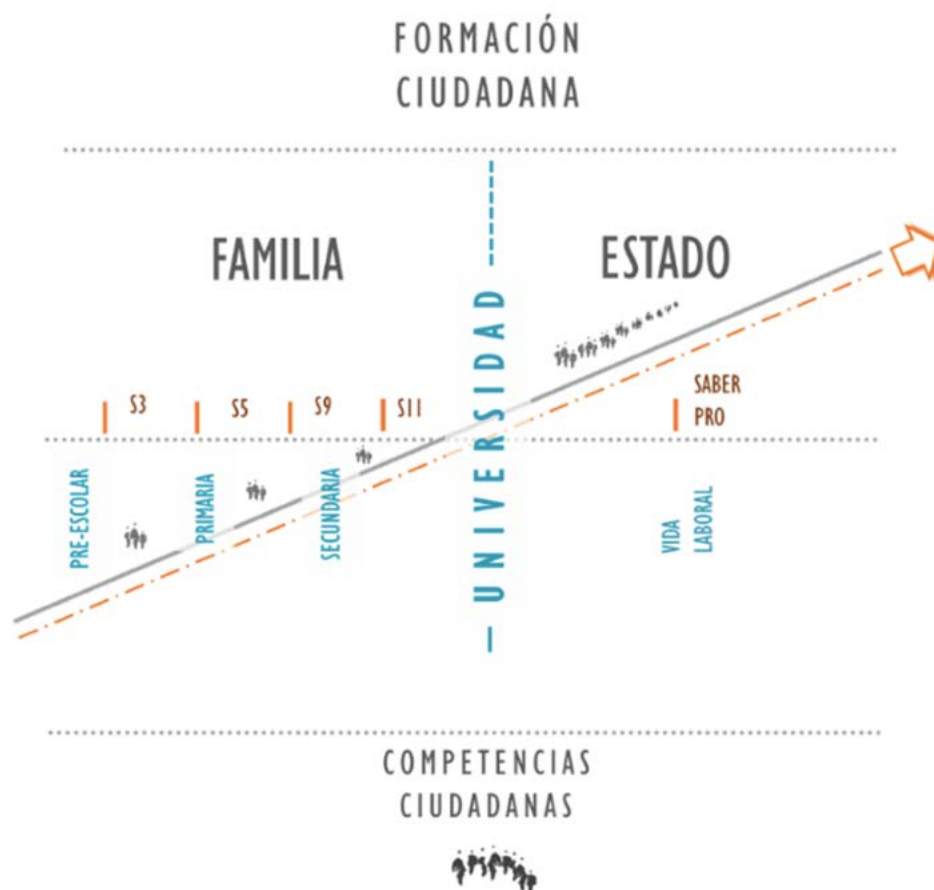 FORMACIÓN
CIUDADANA
FAMILIA
ESTADO
UNIVERSIDAD
S3
S5
S9
S11
SABER
PRO
PRE-ESCOLAR
PRIMARIA
SECUNDARIA
VIDA
LABORAL
COMPETENCIAS
CIUDADANAS